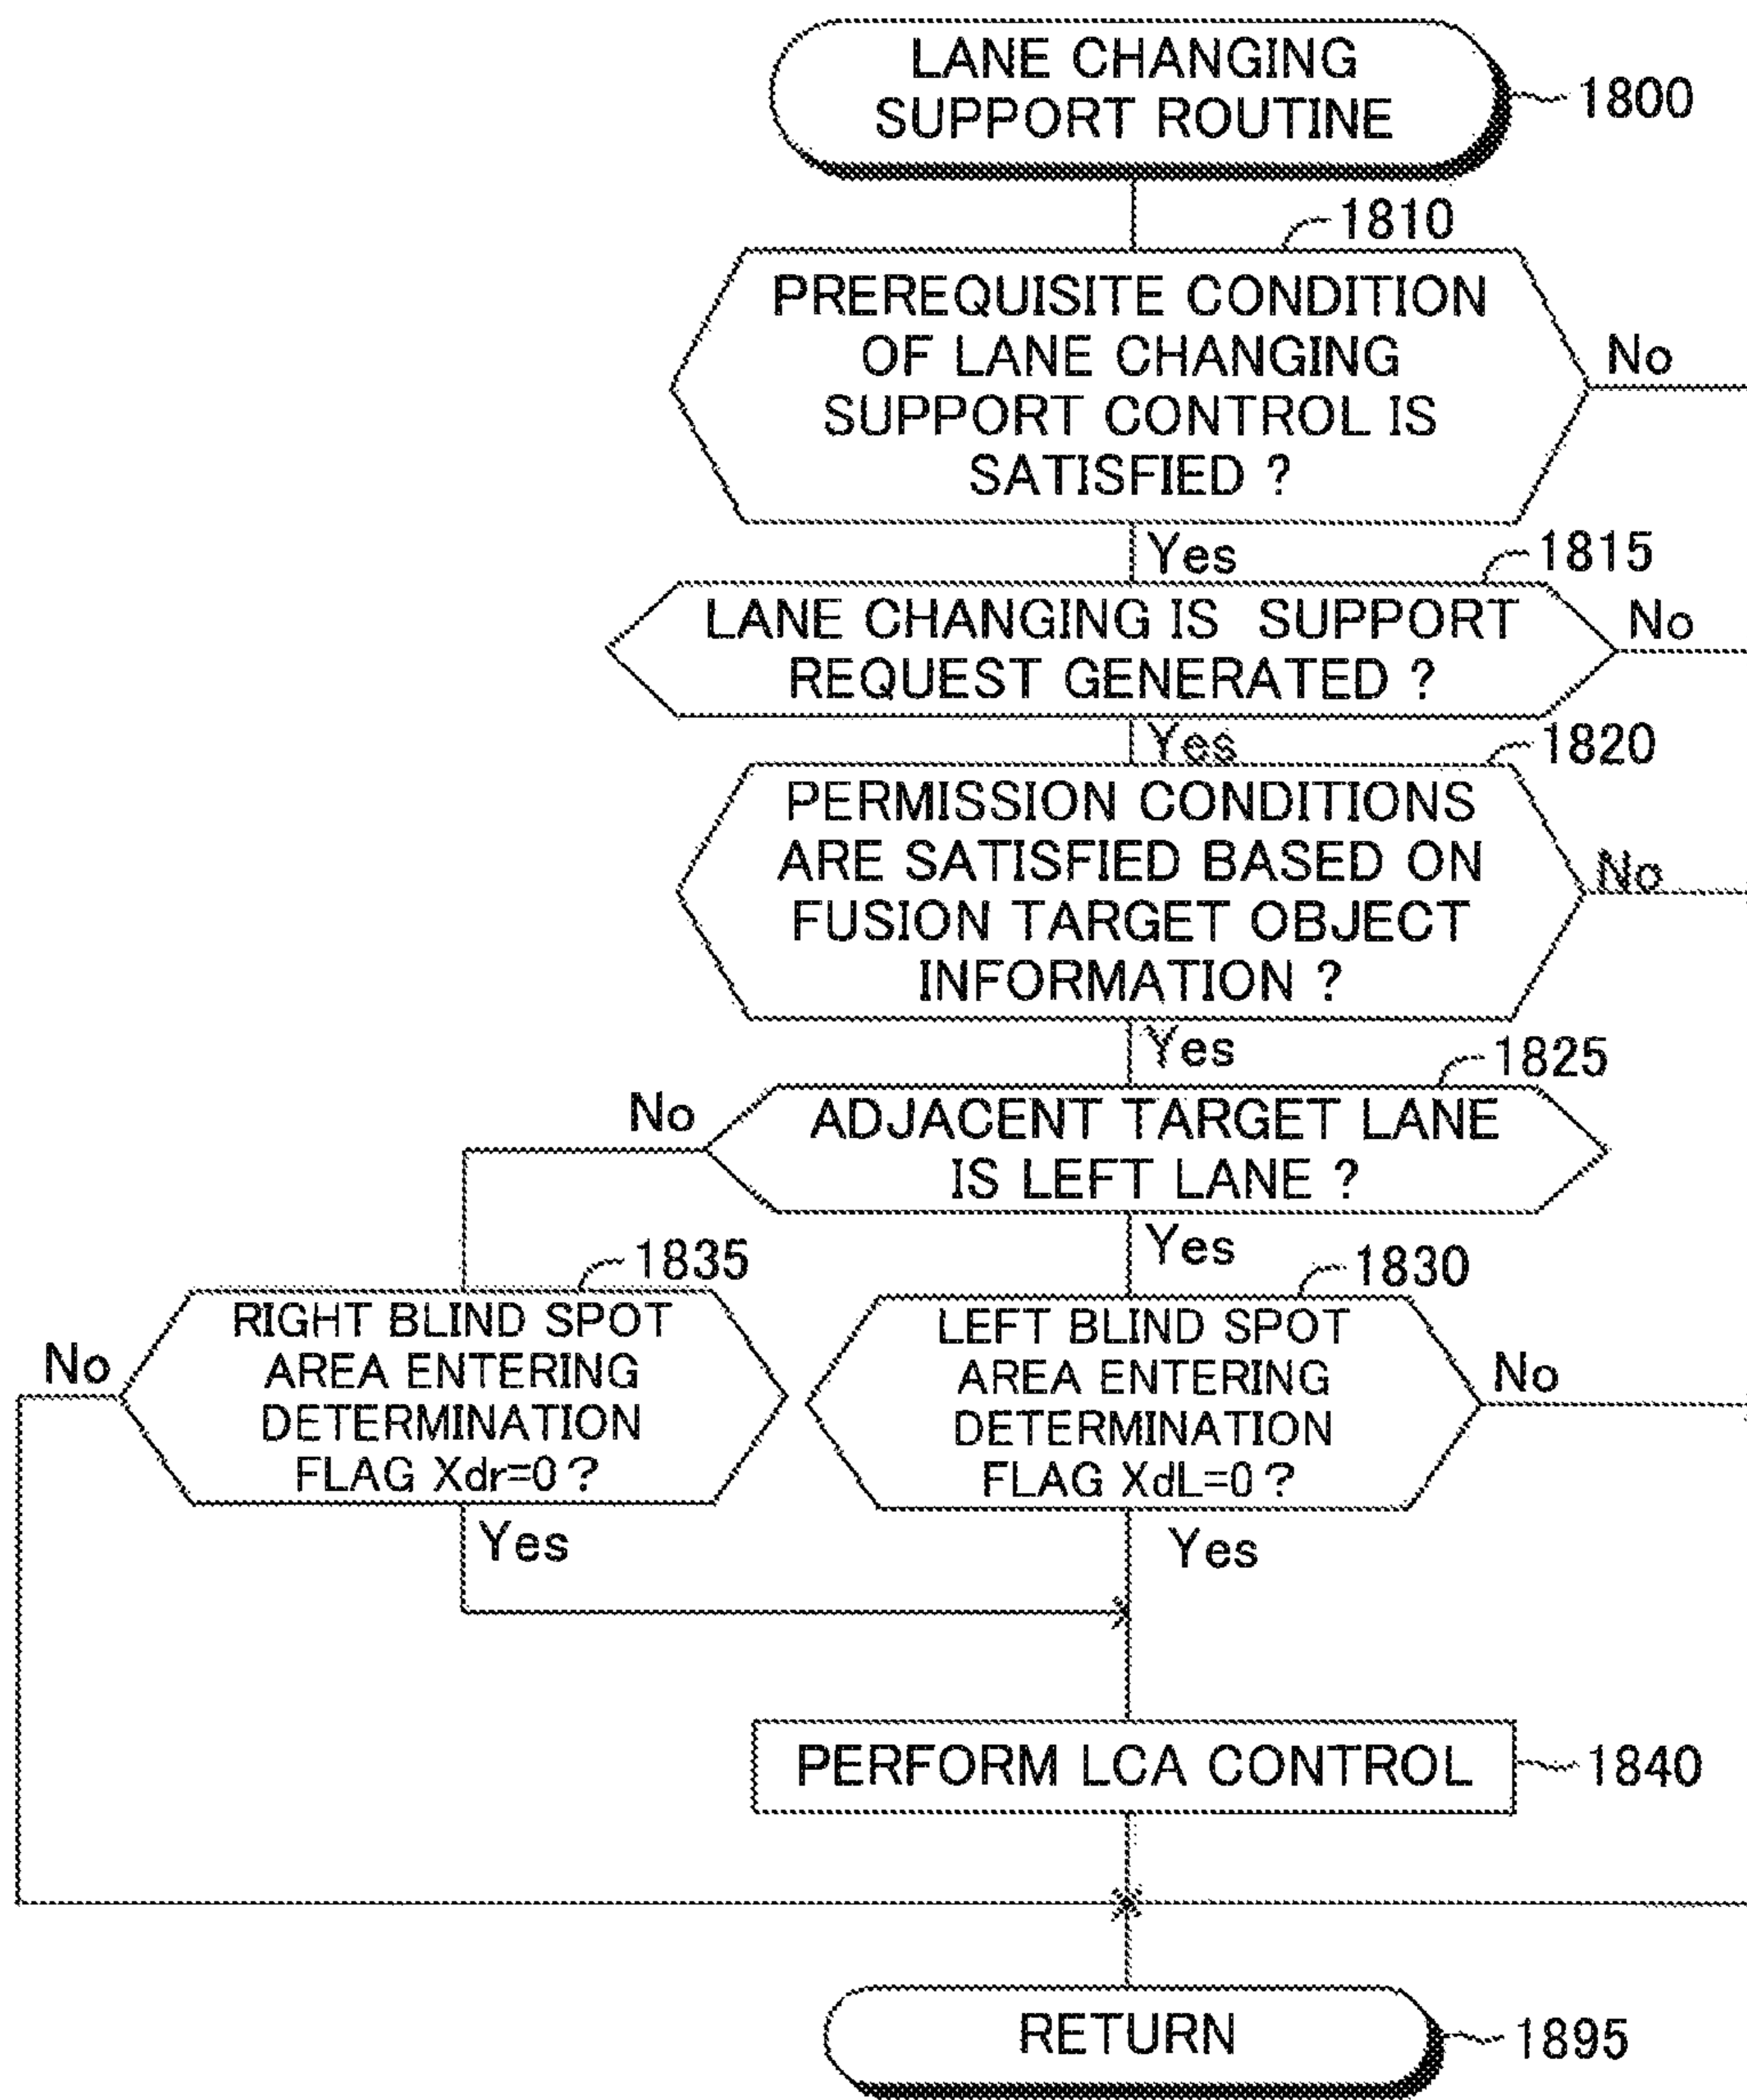 LANE CHANGING
SUPPORT ROUTINE
1800
1810
PREREQUISITE CONDITION
OF LANE CHANGING
SUPPORT CONTROL IS
SATISFIED ?
No
Yes
1815
LANE CHANGING IS SUPPORT
REQUEST GENERATED ?
No
Yes
1820
PERMISSION CONDITIONS
ARE SATISFIED BASED ON
FUSION TARGET OBJECT
INFORMATION ?
No
Yes
1825
No
ADJACENT TARGET LANE
IS LEFT LANE ?
Yes
1835
RIGHT BLIND SPOT
AREA ENTERING
DETERMINATION
FLAG Xdr=0 ?
No
Yes
1830
LEFT BLIND SPOT
AREA ENTERING
DETERMINATION
FLAG XdL=0 ?
No
Yes
PERFORM LCA CONTROL
1840
RETURN
1895